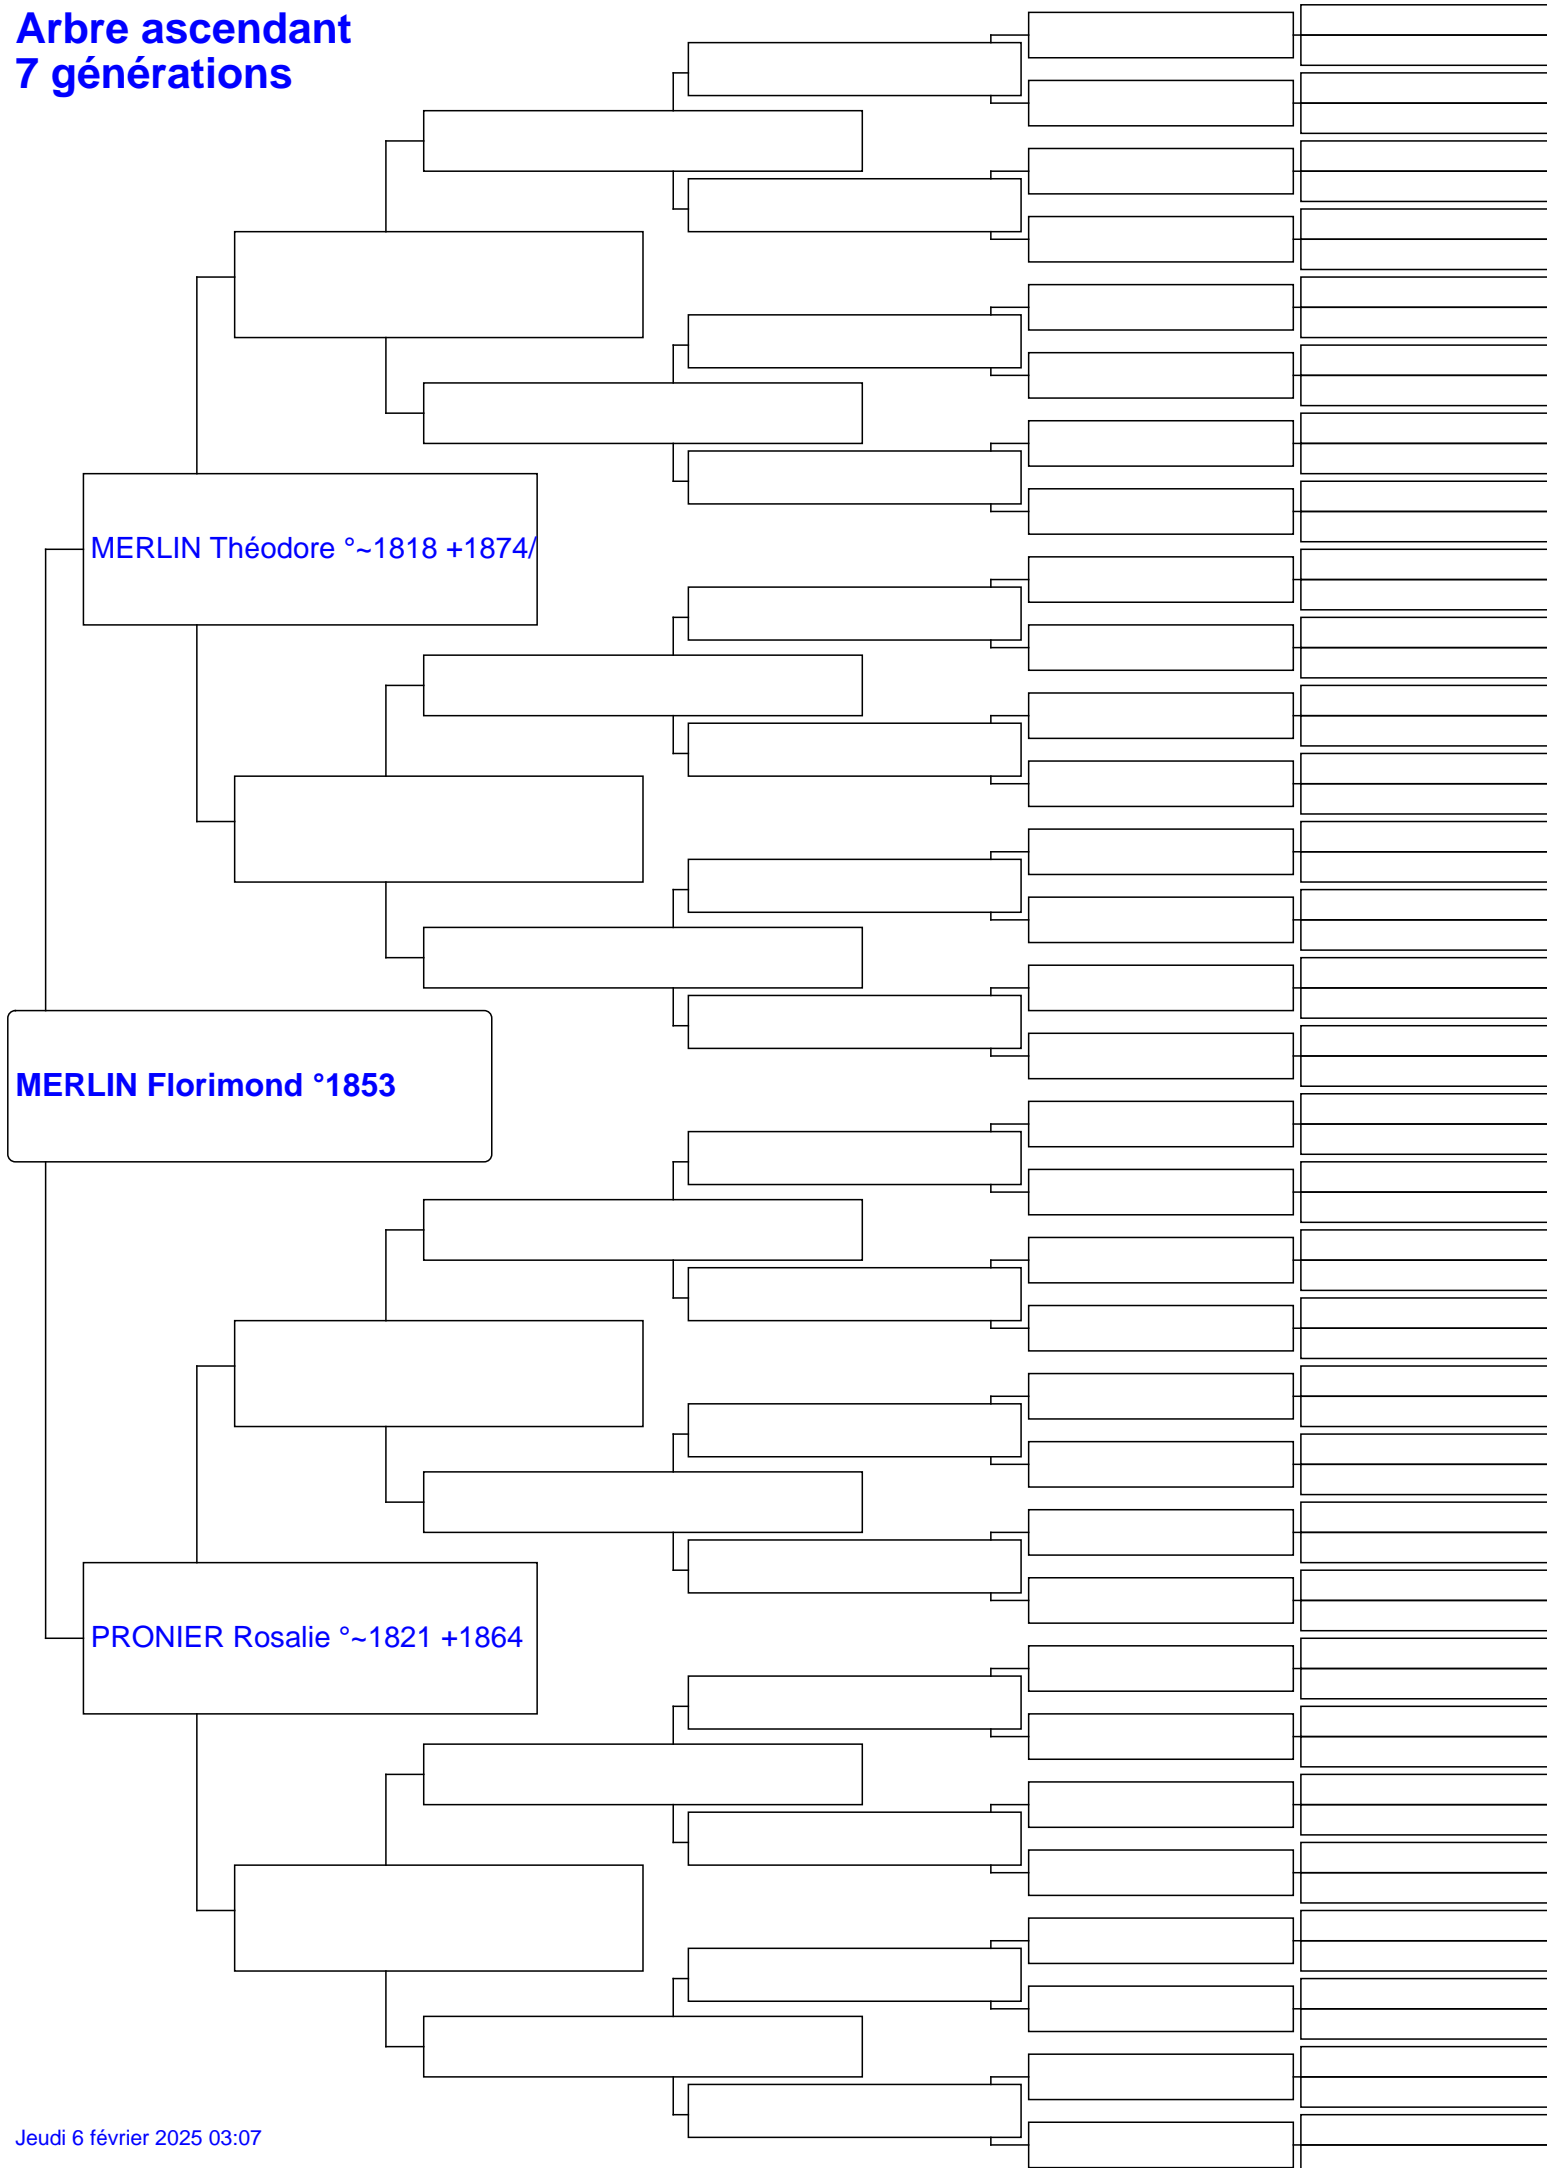 Arbre ascendant
7 générations
MERLIN Théodore °~1818 +1874/
MERLIN Florimond °1853
PRONIER Rosalie °~1821 +1864
Jeudi 6 février 2025 03:07